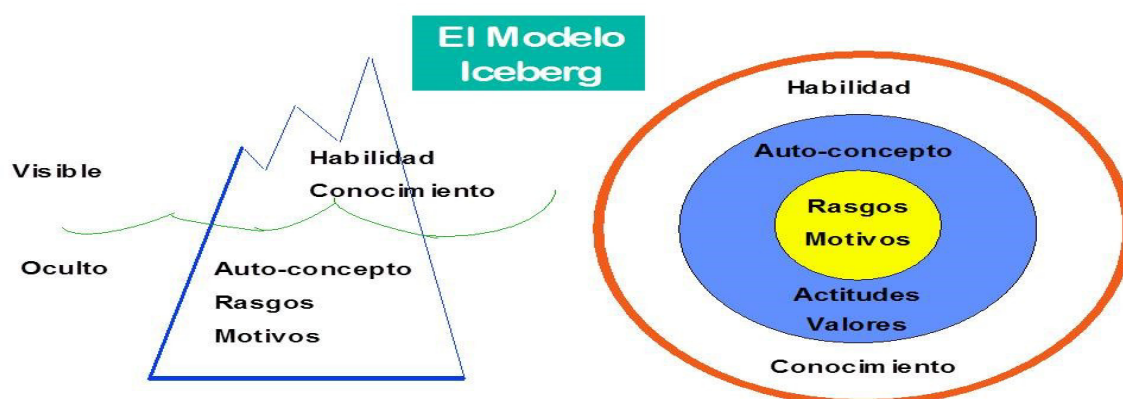 El Modelo
Iceberg
Visible
Habilidad
Conocimiento
Oculto
Auto-concepto
Rasgos
Motivos
Habilidad
Auto-concepto
Rasgos
Motivos
Actitudes
Valores
Conocimiento